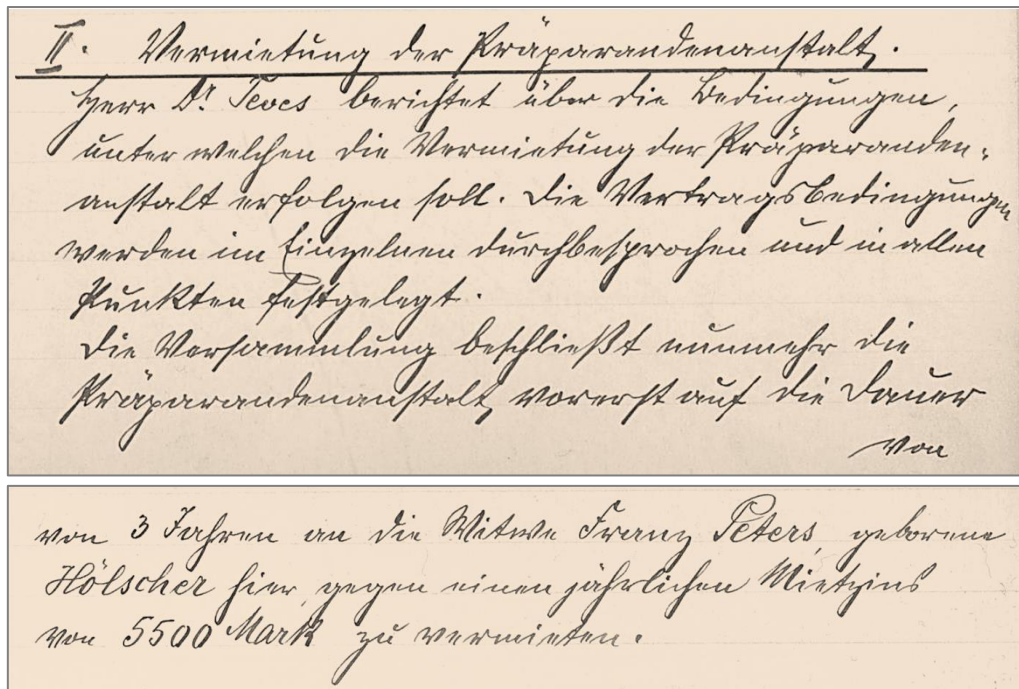 II. Vermietung der Präparandenanstalt.
Herr Dr. Teves berichtet über die Bedingungen,
unter welchen die Vermietung der Präparanden-
anstalt erfolgen soll. Die Vertragsbedingungen
werden im Einzelnen durchbesprochen und in allen
Punkten festgelegt.
Die Versammlung beschließt nunmehr die
Präparandenanstalt, vorerst auf die Dauer
von
von 3 Jahren an die Witwe Franz Peters, geborene
Hölscher hier, gegen einen jährlichen Mietzins
von 5500 Mark zu vermieten.